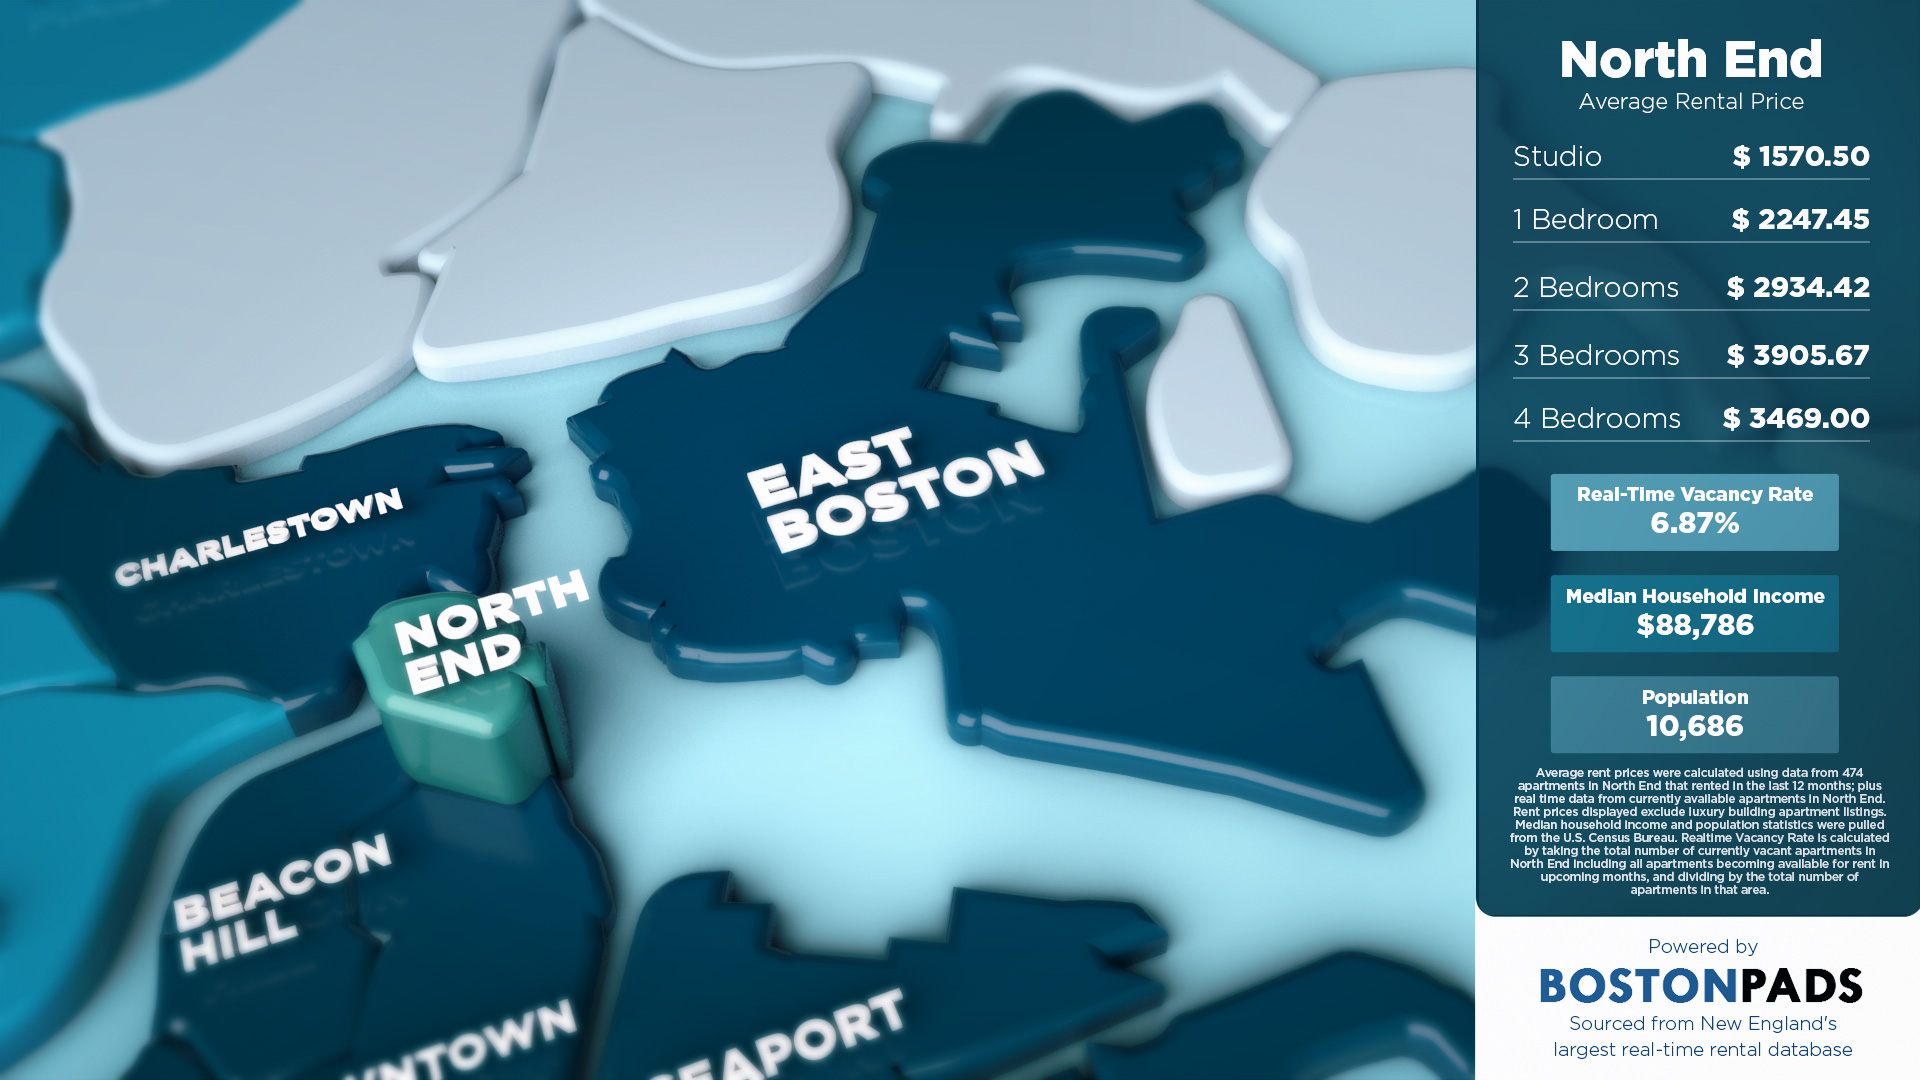 CHARLESTOWN
EAST
BOSTON
NORTH
END
BEACON
HILL
North End
Average Rental Price
Studio $ 1570.50
1 Bedroom $ 2247.45
2 Bedrooms $ 2934.42
3 Bedrooms $ 3905.67
4 Bedrooms $ 3469.00
Real-Time Vacancy Rate
6.87%
Median Household Income
$88,786
Population
10,686
Average rent prices were calculated using data from 474
apartments in North End that rented in the last 12 months; plus
real time data from currently available apartments in North End.
Rent prices displayed exclude luxury building apartment listings.
Median household income and population statistics were pulled
from the U.S. Census Bureau. Realtime Vacancy Rate is calculated
by taking the total number of currently vacant apartments in
North End including all apartments becoming available for rent in
upcoming months, and dividing by the total number of
apartments in that area.
Powered by
BOSTONPADS
Sourced from New England's
largest real-time rental database